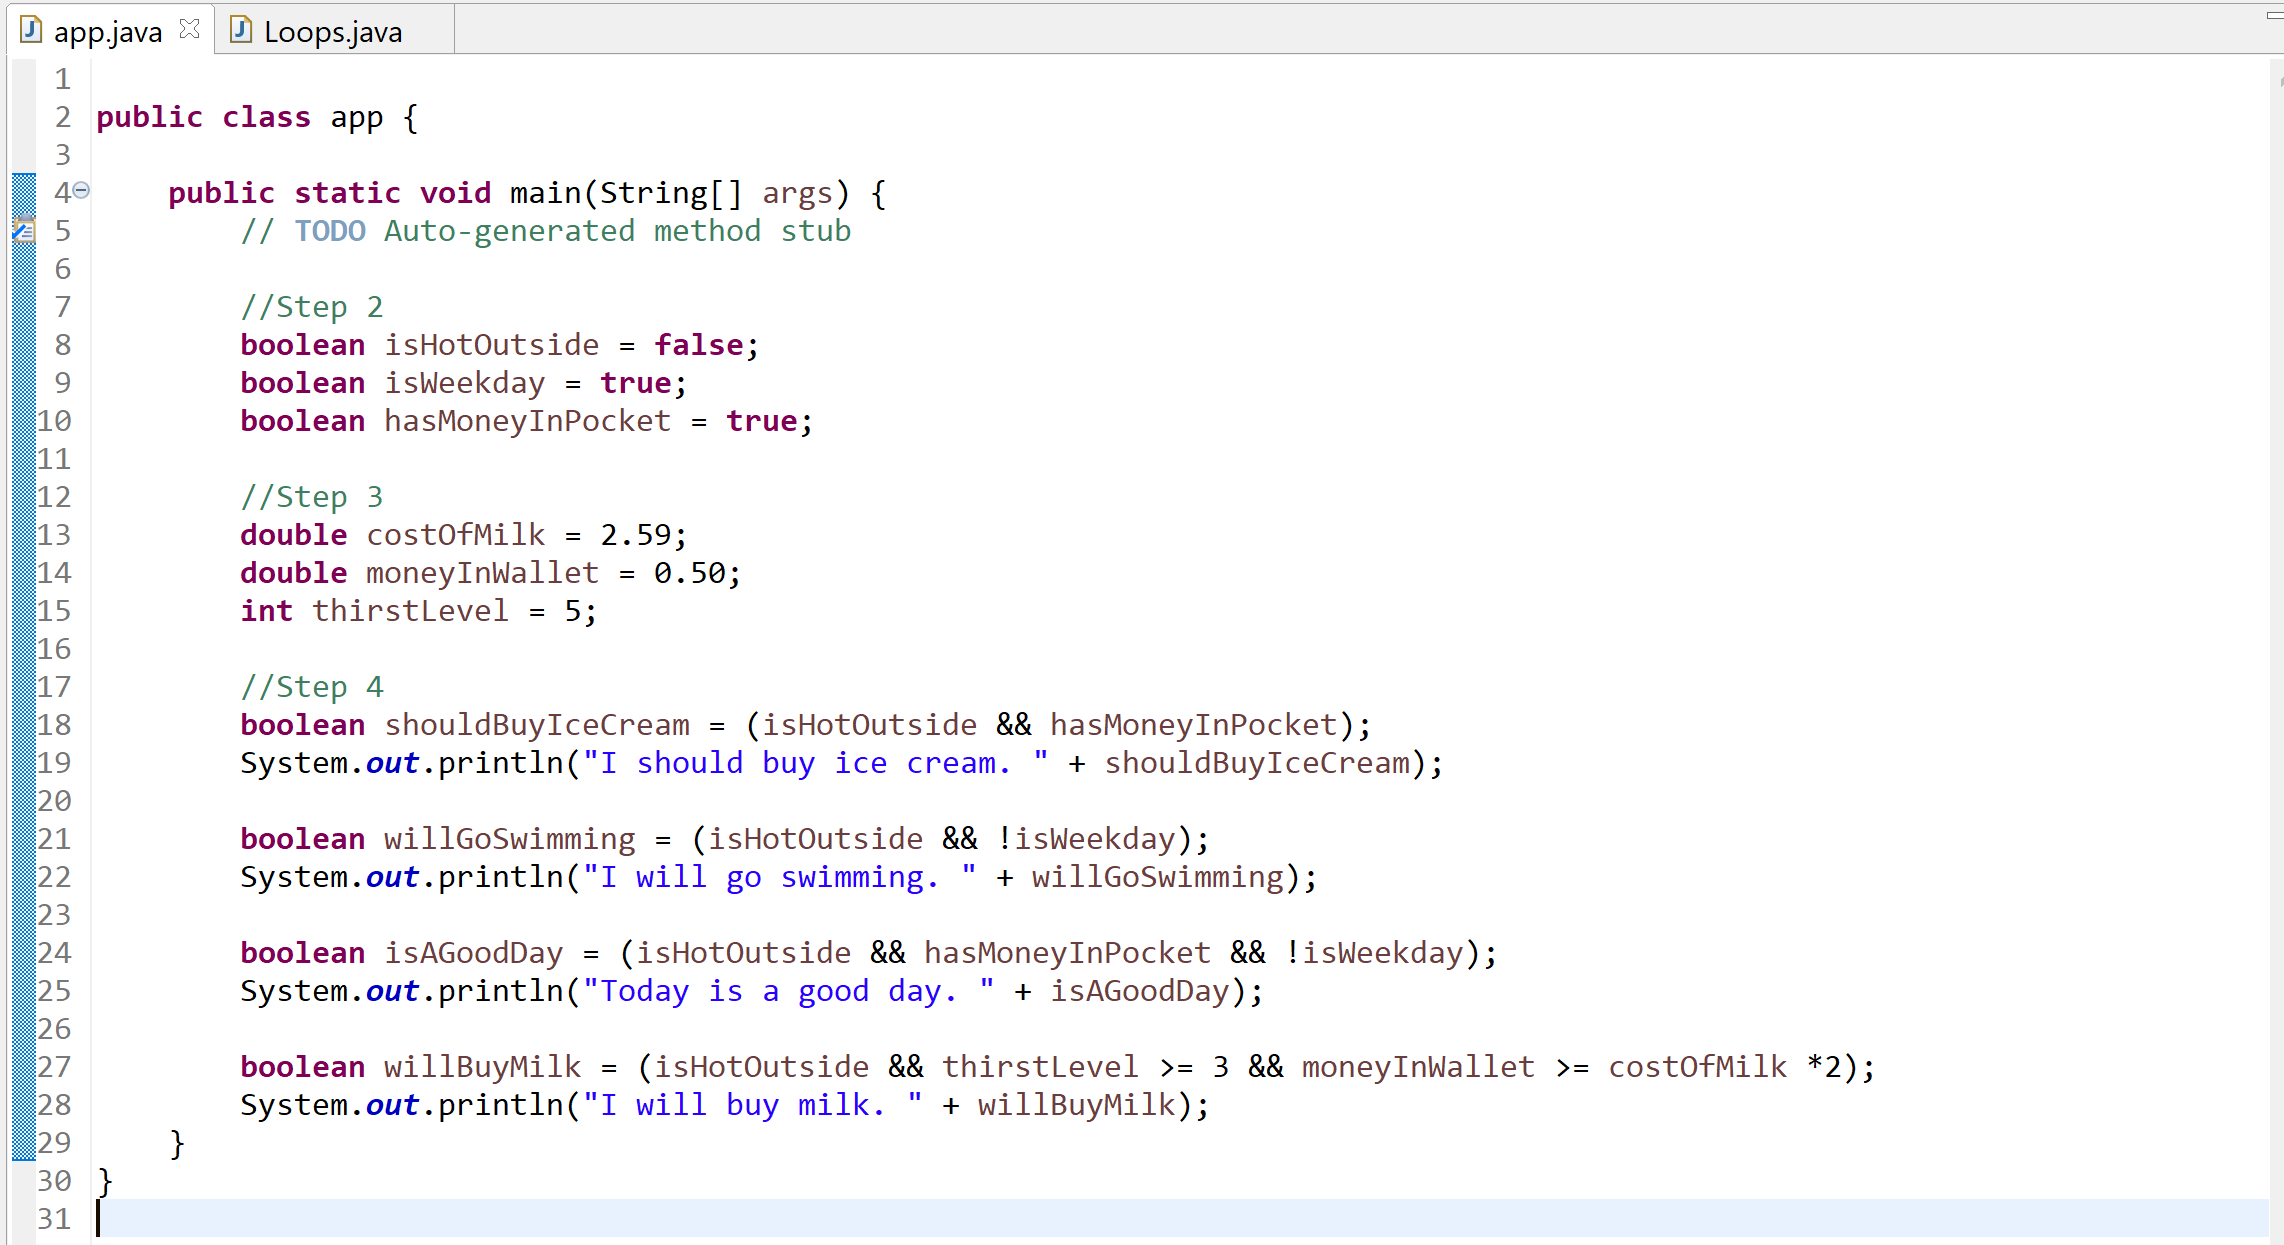 app.java Loops.java
1
2 public class app {
3
4 public static void main(String[] args) {
5 // TODO Auto-generated method stub
6
7 //Step 2
8 boolean isHotOutside = false;
9 boolean isWeekday = true;
10 boolean hasMoneyInPocket = true;
11
12 //Step 3
13 double costOfMilk = 2.59;
14 double moneyInWallet = 0.50;
15 int thirstLevel = 5;
16
17 //Step 4
18 boolean shouldBuyIceCream = (isHotOutside && hasMoneyInPocket);
19 System.out.println("I should buy ice cream. " + shouldBuyIceCream);
20
21 boolean willGoSwimming = (isHotOutside && !isWeekday);
22 System.out.println("I will go swimming. " + willGoSwimming);
23
24 boolean isAGoodDay = (isHotOutside && hasMoneyInPocket && !isWeekday);
25 System.out.println("Today is a good day. " + isAGoodDay);
26
27 boolean willBuyMilk = (isHotOutside && thirstLevel >= 3 && moneyInWallet >= costOfMilk *2);
28 System.out.println("I will buy milk. " + willBuyMilk);
29 }
30 }
31